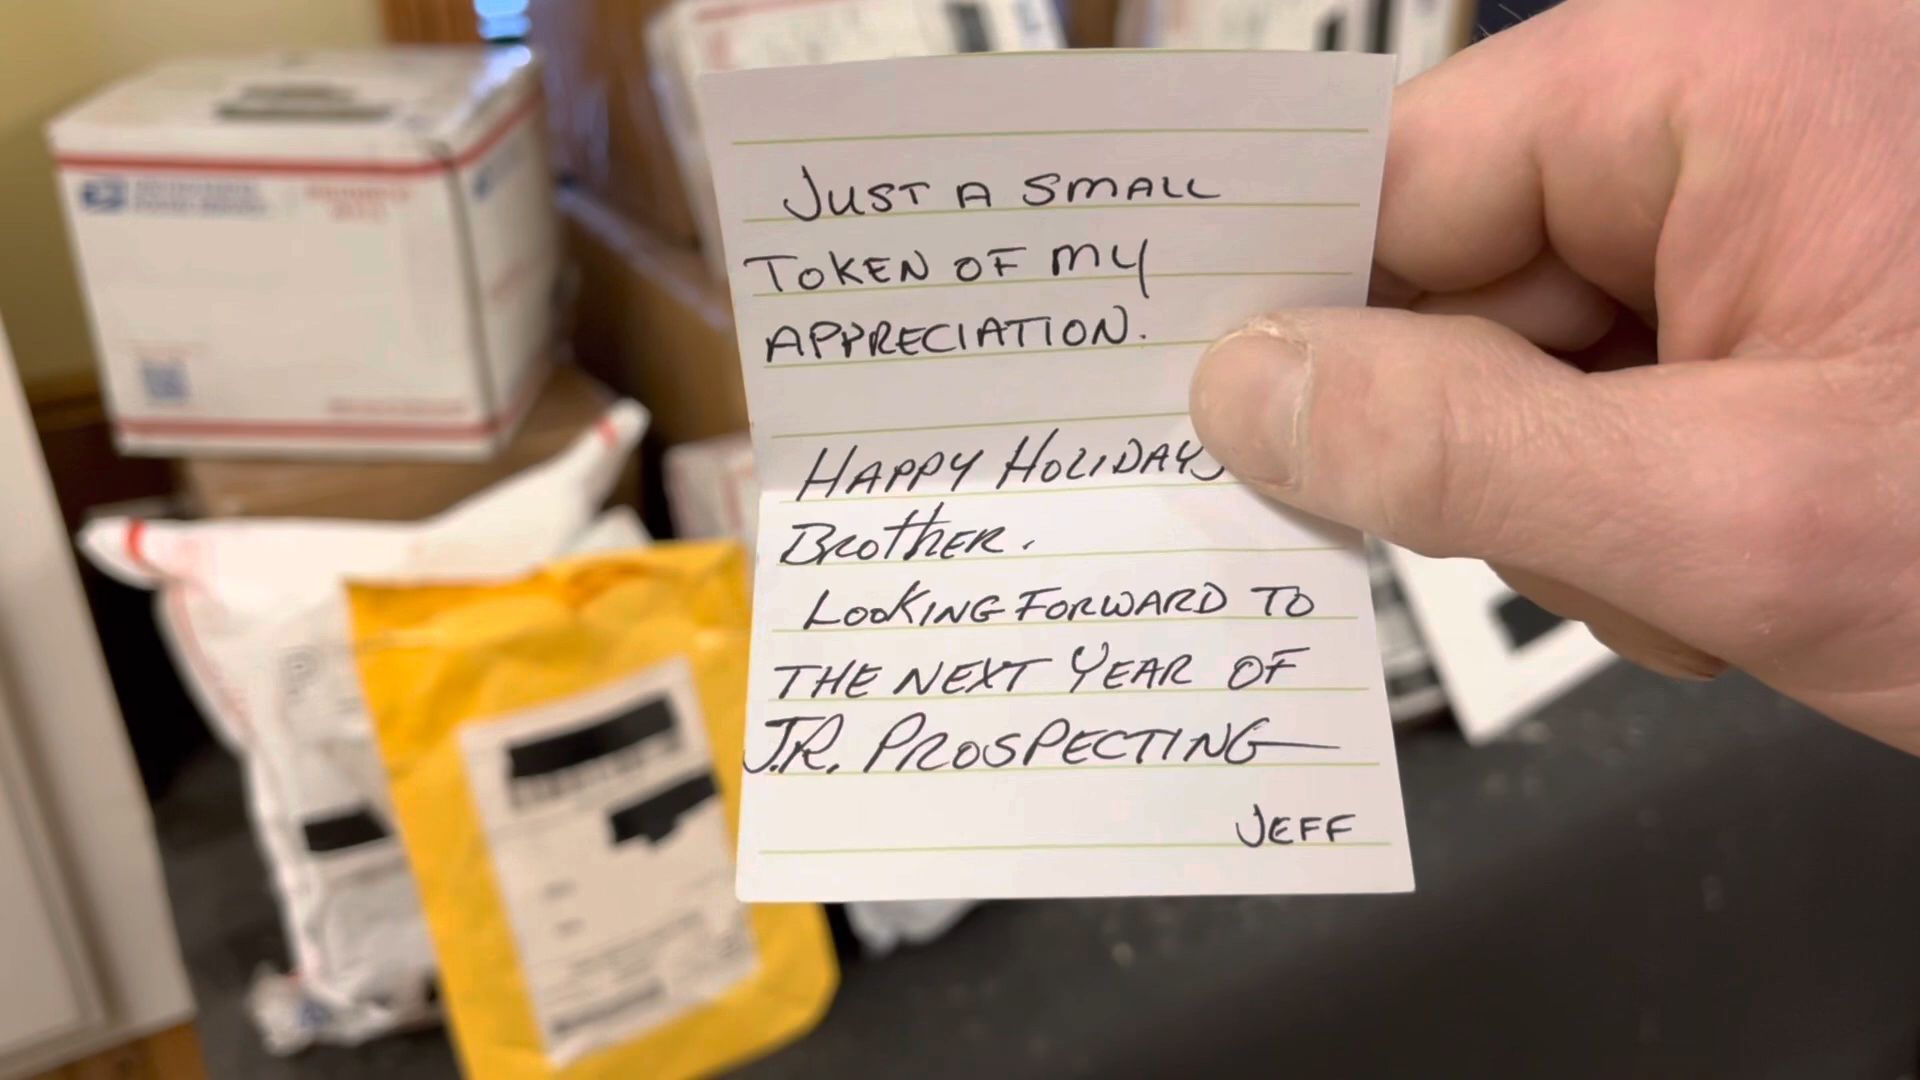 JUST A SMALL
TOKEN OF MY
APPRECIATION.
HAPPY HOLIDAYS
BROTHER.
LOOKING FORWARD TO
THE NEXT YEAR OF
J.R. PROSPECTING
JEFF